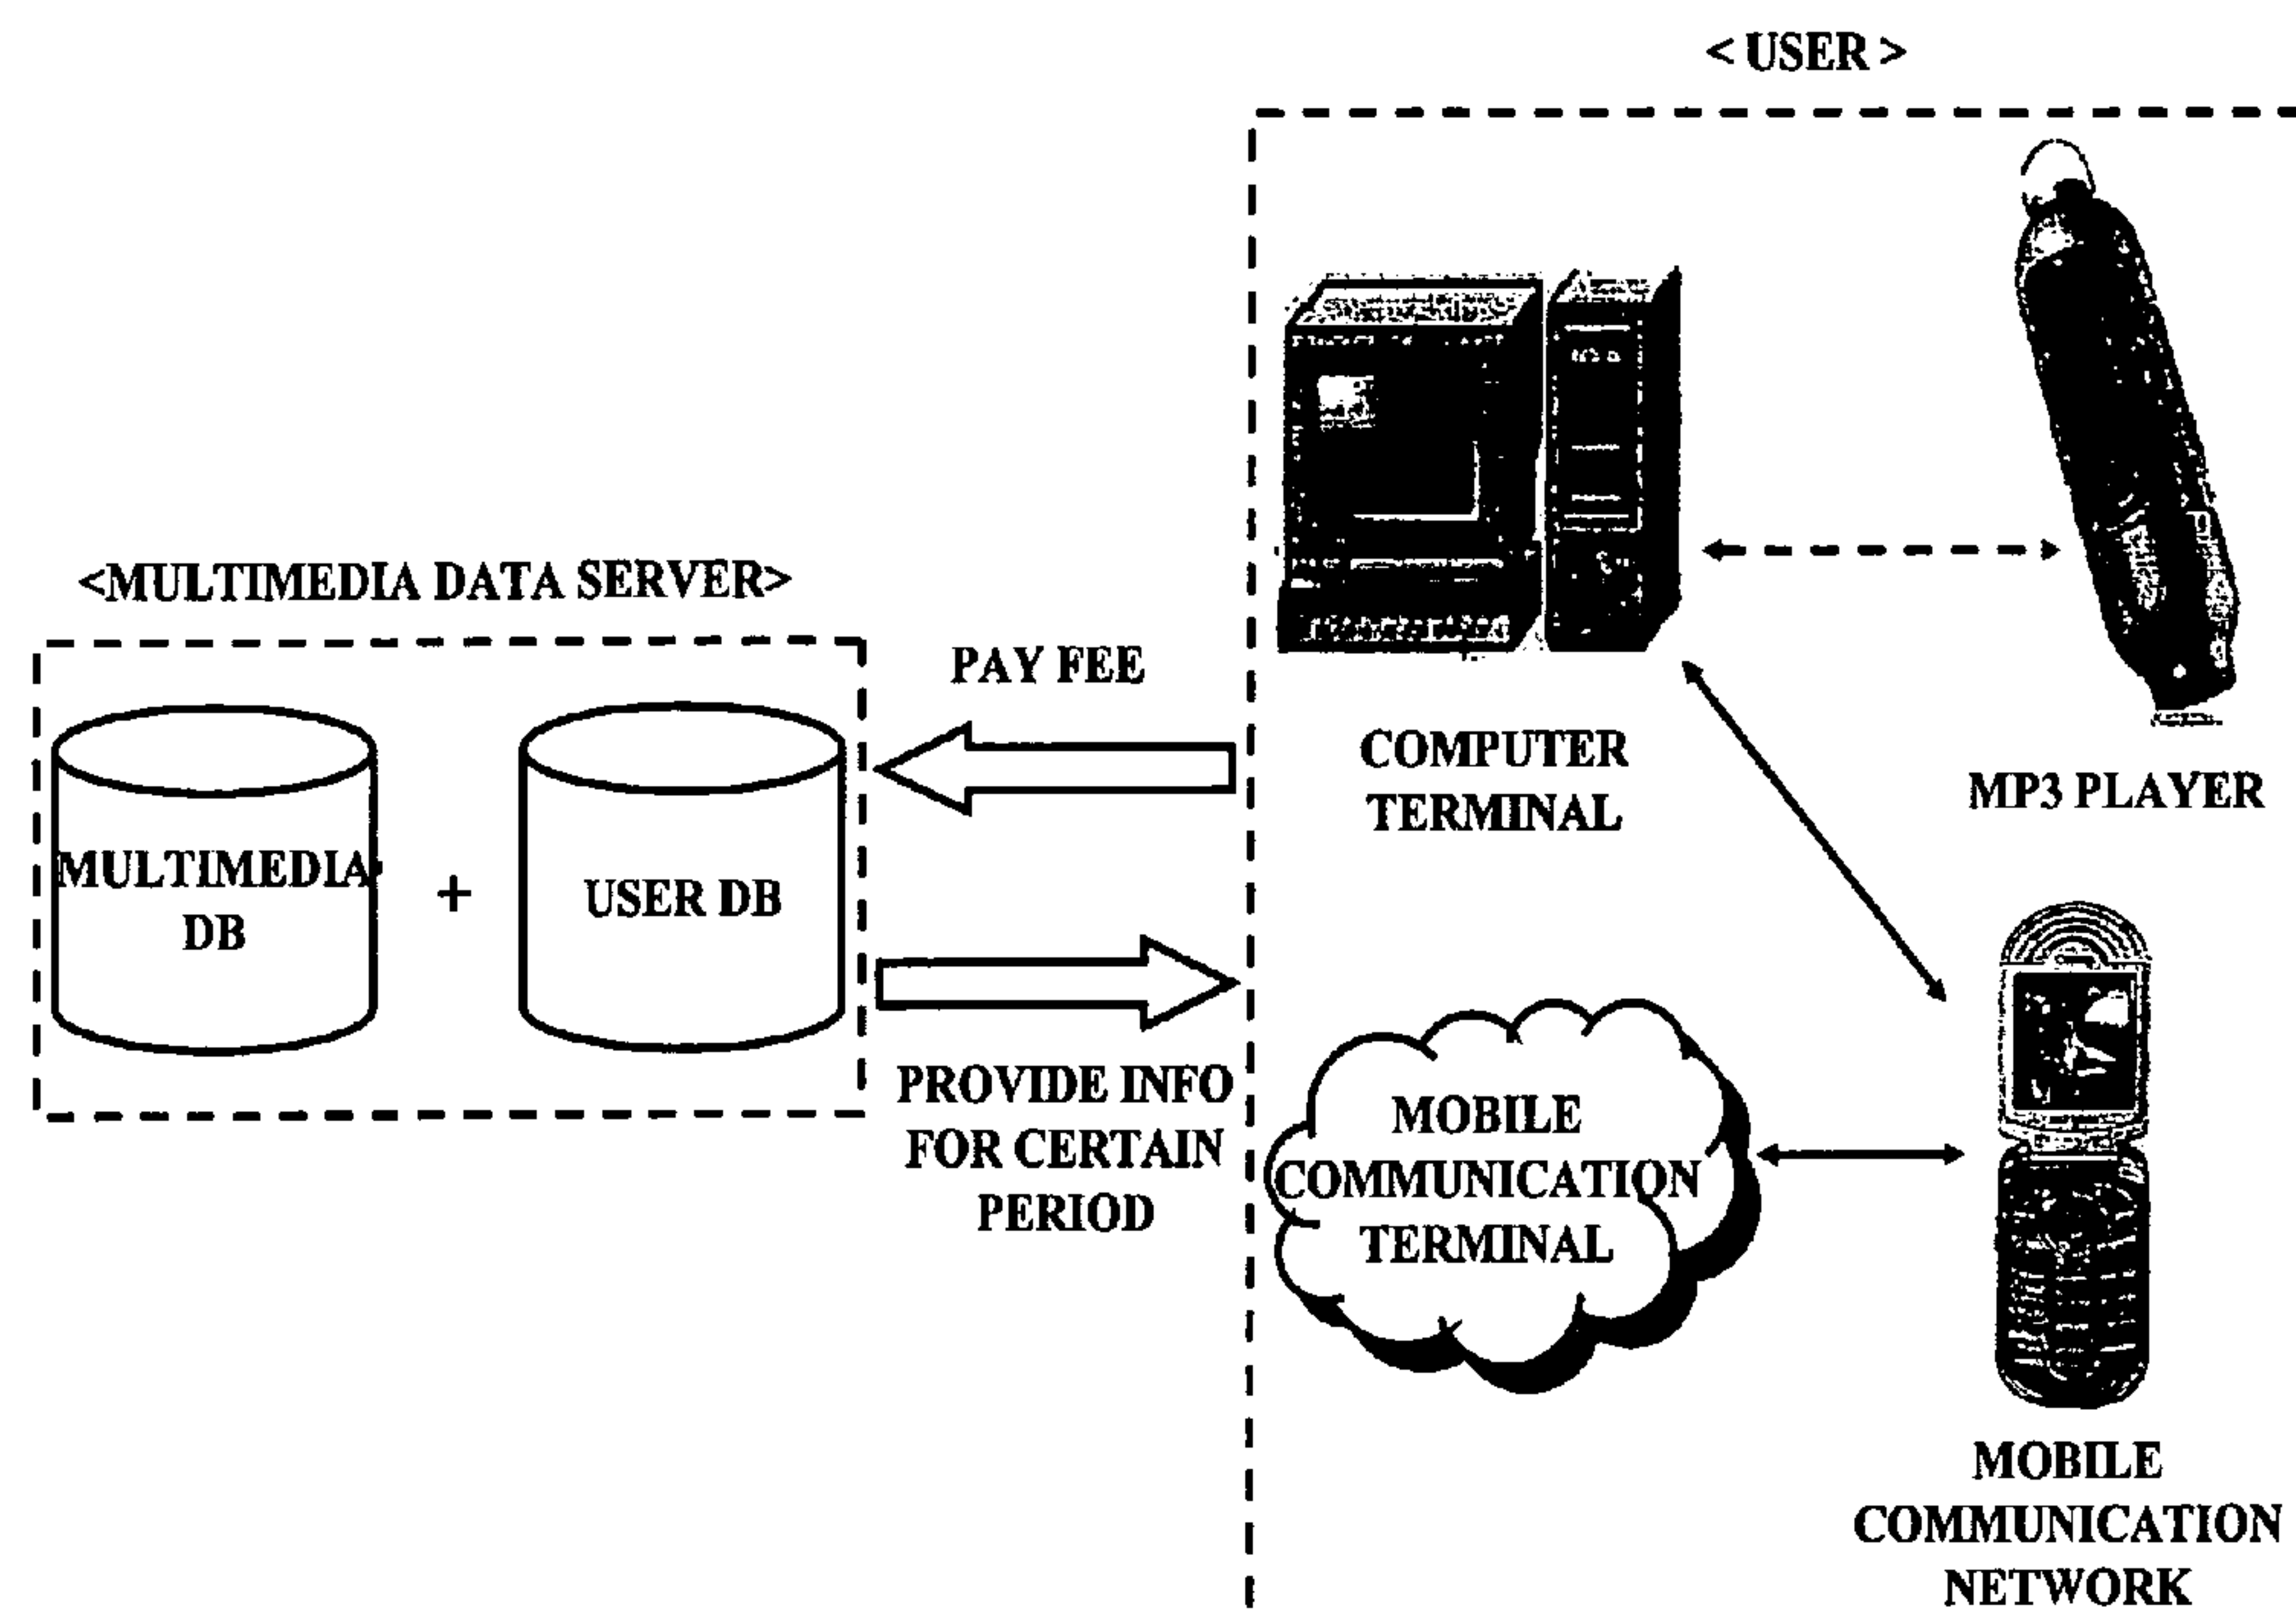 < USER >
<MULTIMEDIA DATA SERVER>
MULTIMEDIA
DB
+
USER DB
PAY FEE
PROVIDE INFO
FOR CERTAIN
PERIOD
COMPUTER
TERMINAL
MP3 PLAYER
MOBILE
COMMUNICATION
TERMINAL
MOBILE
COMMUNICATION
NETWORK